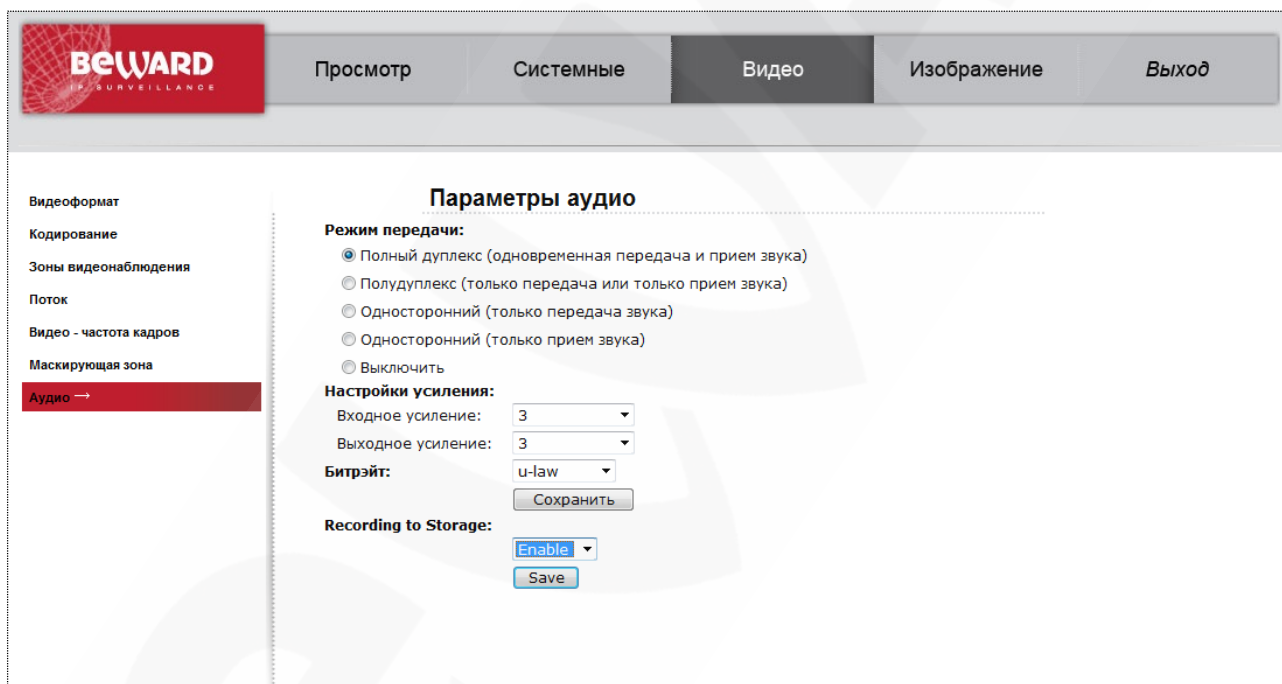 BEWARD
IP SURVEILLANCE
Просмотр
Системные
Видео
Изображение
Выход
Видеоформат
Кодирование
Зоны видеонаблюдения
Поток
Видео - частота кадров
Маскирующая зона
Аудио →
Параметры аудио
Режим передачи:
Полный дуплекс (одновременная передача и прием звука)
Полудуплекс (только передача или только прием звука)
Односторонний (только передача звука)
Односторонний (только прием звука)
Выключить
Настройки усиления:
Входное усиление: 3
Выходное усиление: 3
Битрэйт: u-law
Сохранить
Recording to Storage:
Enable
Save